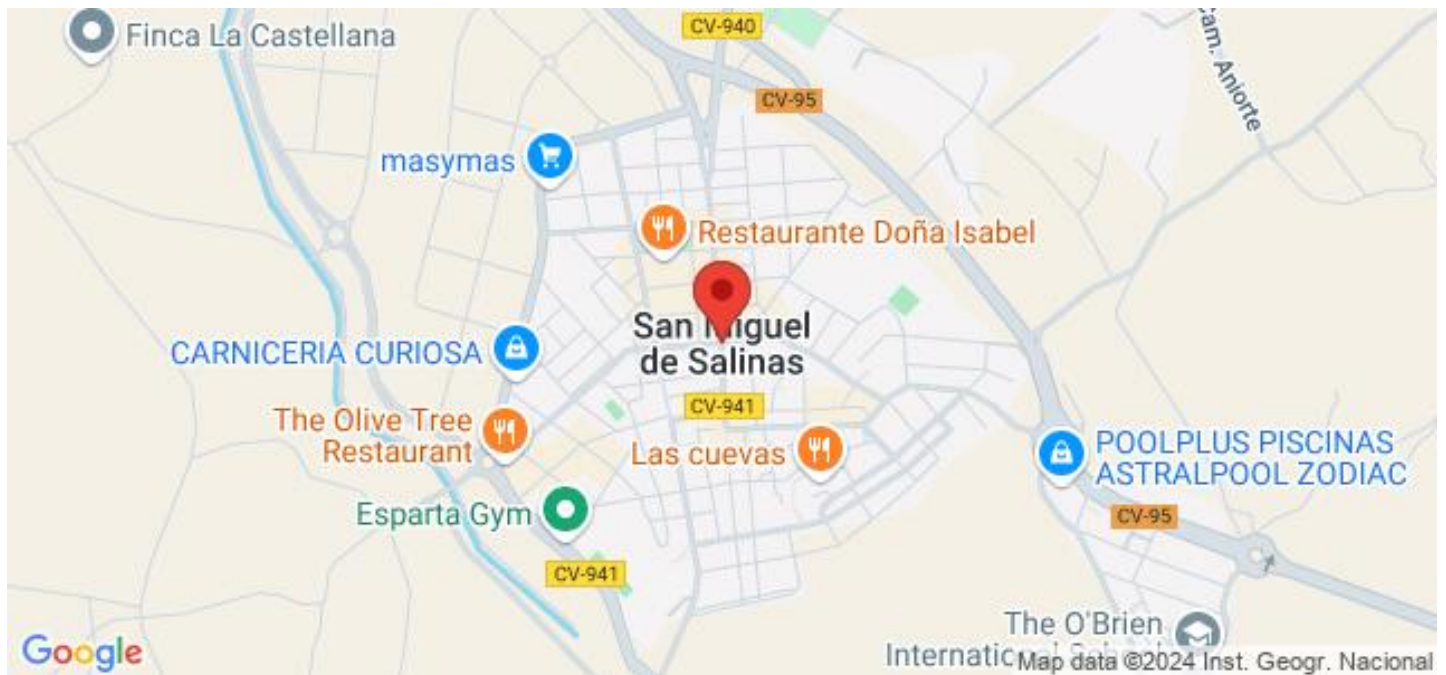 CV-940
Finca La Castellana
Cam. Aniorte
CV-95
masymas
Restaurante Doña Isabel
San Miguel
de Salinas
CARNICERIA CURIOSA
CV-941
The Olive Tree
Restaurant
Las cuevas
POOLPLUS PISCINAS
ASTRALPOOL ZODIAC
Esparta Gym
CV-95
CV-941
The O'Brien
Google
Map data ©2024 Inst. Geogr. Nacional